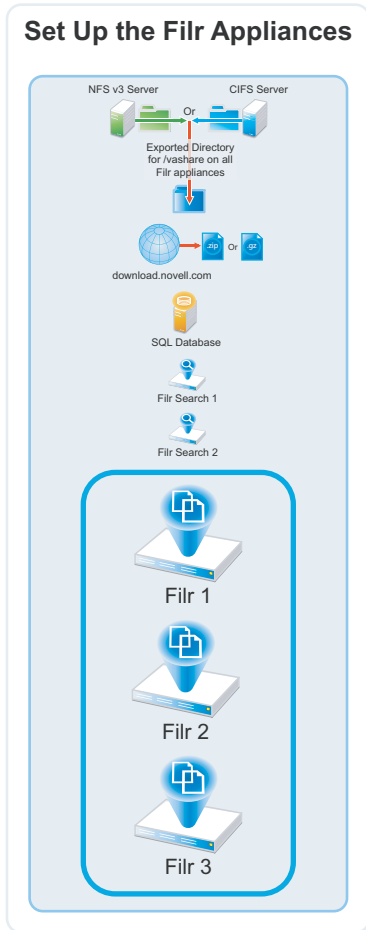 Set Up the Filr Appliances
NFS v3 Server
CIFS Server
Or
Exported Directory
for /vashare on all
Filr appliances
.zip
Or
.gz
download.novell.com
SQL Database
Filr Search 1
Filr Search 2
Filr 1
Filr 2
Filr 3